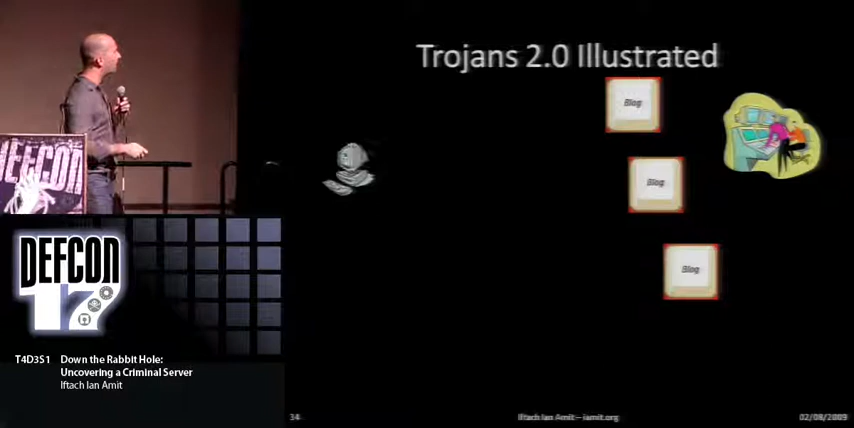 Trojans 2.0 Illustrated
Blog
Blog
Blog
DEFCON
DEFCON
17
T4D3S1 Down the Rabbit Hole:
Uncovering a Criminal Server
Iftach Ian Amit
34
Iftach Ian Amit – iamit.org
02/08/2009